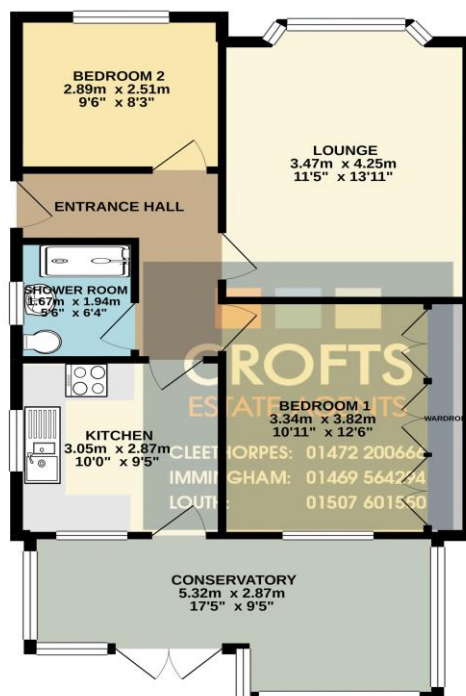 BEDROOM 2
2.89m x 2.51m
9'6" x 8'3"
LOUNGE
3.47m x 4.25m
11'5" x 13'11"
ENTRANCE HALL
SHOWER ROOM
1.67m x 1.94m
5'6" x 6'4"
CROFTS
ESTATE AGENTS
BEDROOM 1
3.34m x 3.82m
10'11" x 12'6"
WARDROB
KITCHEN
3.05m x 2.87m
10'0" x 9'5"
CLEETHORPES: 01472 200666
IMMINGHAM: 01469 564294
LOUTH: 01507 601550
CONSERVATORY
5.32m x 2.87m
17'5" x 9'5"